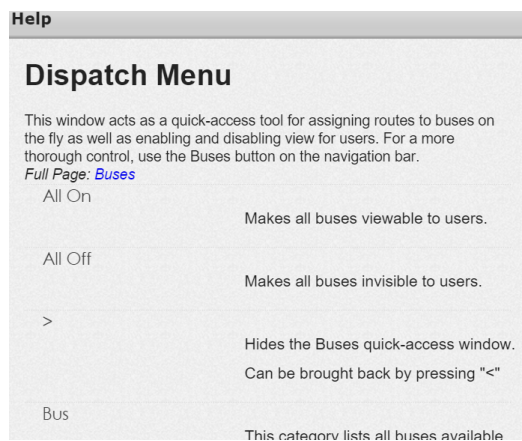 Help
Dispatch Menu
This window acts as a quick-access tool for assigning routes to buses on
the fly as well as enabling and disabling view for users. For a more
thorough control, use the Buses button on the navigation bar.
Full Page: Buses
All On
Makes all buses viewable to users.
All Off
Makes all buses invisible to users.
>
Hides the Buses quick-access window.
Can be brought back by pressing "<"
Bus
This category lists all buses available